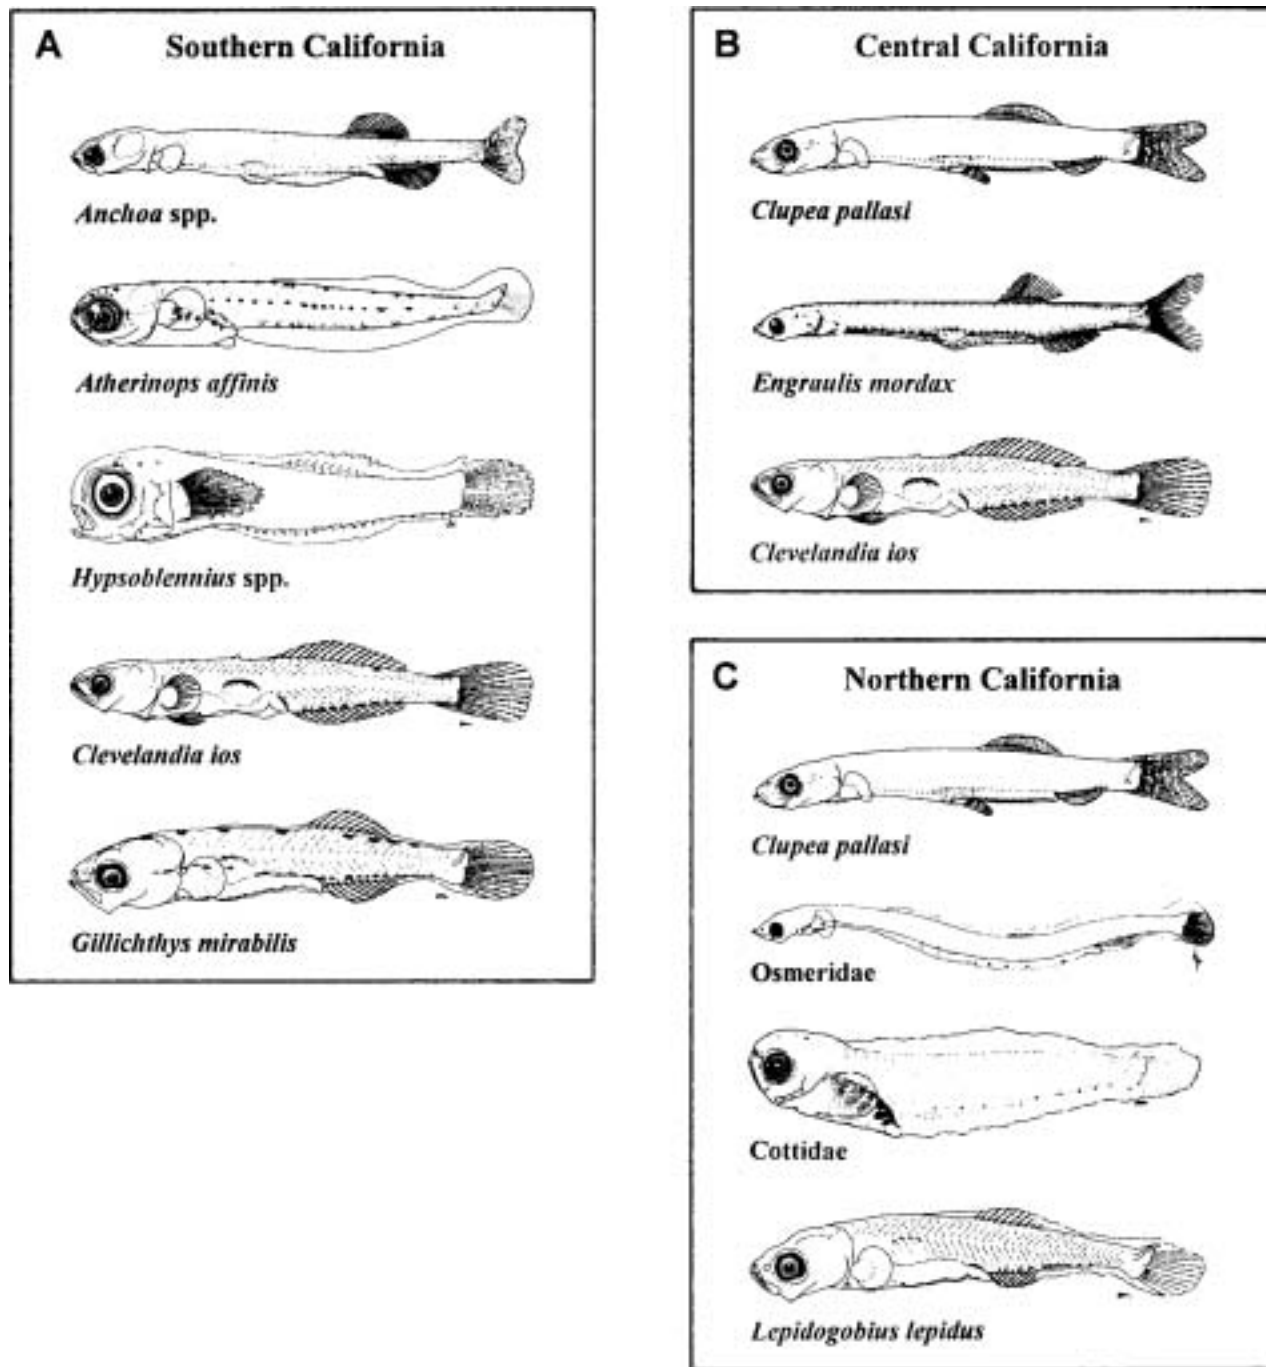 A Southern California
Anchoa spp.
Atherinops affinis
Hypsoblennius spp.
Clevelandia ios
Gillichthys mirabilis
B Central California
Clupea pallasi
Engraulis mordax
Clevelandia ios
C Northern California
Clupea pallasi
Osmeridae
Cottidae
Lepidogobius lepidus